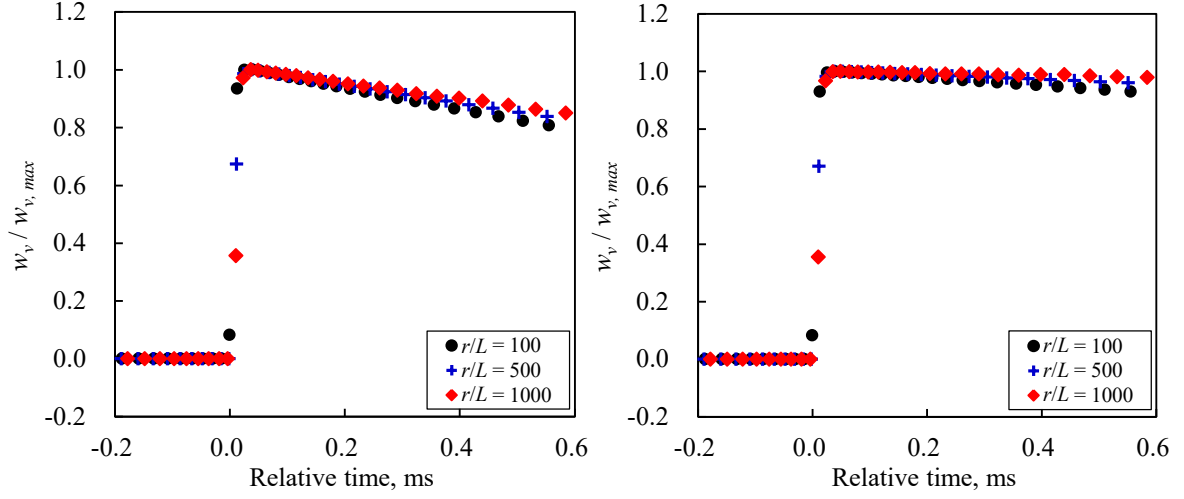 1.2
1.0
0.8
0.6
0.4
0.2
0.0
-0.2
w_v / w_{v, max}
-0.2 0.0 0.2 0.4 0.6
Relative time, ms
r/L = 100
r/L = 500
r/L = 1000
1.2
1.0
0.8
0.6
0.4
0.2
0.0
-0.2
w_v / w_{v, max}
-0.2 0.0 0.2 0.4 0.6
Relative time, ms
r/L = 100
r/L = 500
r/L = 1000